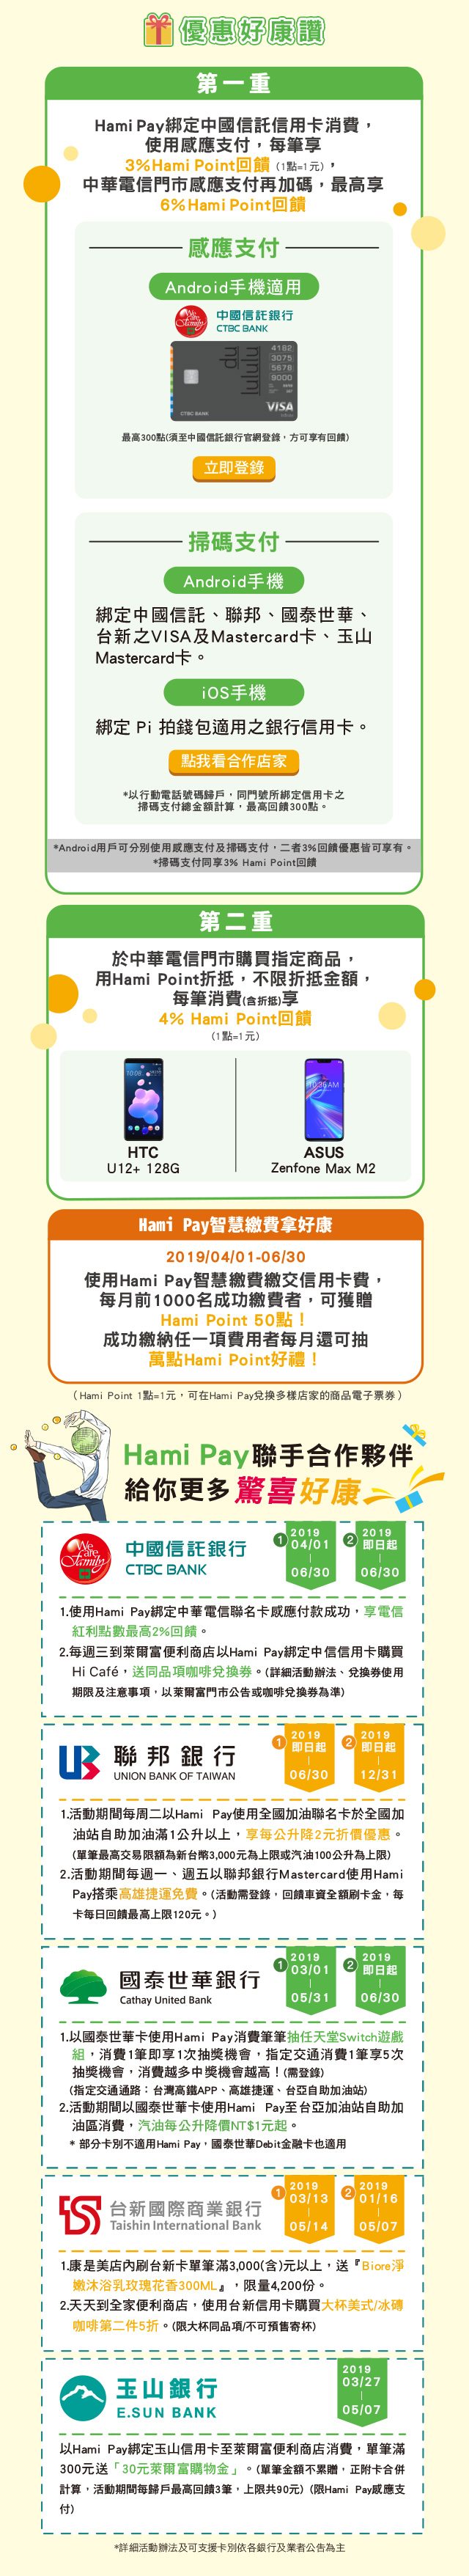 優惠好康讚
第一重
Hami Pay綁定中國信託信用卡消費，
使用感應支付，每筆享
3%Hami Point回饋（1點=1元），
中華電信門市感應支付再加碼，最高享
6%Hami Point回饋
感應支付
Android手機適用
We are Family
中國信託銀行
CTBC BANK
4182
3075
5678
9000
CTBC BANK
VISA
最高300點(須至中國信託銀行官網登錄，方可享有回饋)
立即登錄
掃碼支付
Android手機
綁定中國信託、聯邦、國泰世華、
台新之VISA及Mastercard卡、玉山
Mastercard卡。
iOS手機
綁定 Pi 拍錢包適用之銀行信用卡。
點我看合作店家
*以行動電話號碼歸戶，同門號所綁定信用卡之
掃碼支付總金額計算，最高回饋300點。
*Android用戶可分別使用感應支付及掃碼支付，二者3%回饋優惠皆可享有。
*掃碼支付同享3% Hami Point回饋
第二重
於中華電信門市購買指定商品，
用Hami Point折抵，不限折抵金額，
每筆消費(含折抵)享
4% Hami Point回饋
（1點=1元）
HTC
U12+ 128G
ASUS
Zenfone Max M2
Hami Pay智慧繳費拿好康
2019/04/01-06/30
使用Hami Pay智慧繳費繳交信用卡費，
每月前1000名成功繳費者，可獲贈
Hami Point 50點！
成功繳納任一項費用者每月還可抽
萬點Hami Point好禮！
（Hami Point 1點=1元，可在Hami Pay兌換多樣店家的商品電子票券）
Hami Pay聯手合作夥伴
給你更多驚喜好康
We are Family
中國信託銀行
CTBC BANK
1 2019 04/01 | 06/30
2 2019 即日起 | 06/30
1.使用Hami Pay綁定中華電信聯名卡感應付款成功，享電信
紅利點數最高2%回饋。
2.每週三到萊爾富便利商店以Hami Pay綁定中信信用卡購買
Hi Café，送同品項咖啡兌換券。(詳細活動辦法、兌換券使用
期限及注意事項，以萊爾富門市公告或咖啡兌換券為準)
聯邦銀行
UNION BANK OF TAIWAN
1 2019 即日起 | 06/30
2 2019 即日起 | 12/31
1.活動期間每周二以Hami Pay使用全國加油聯名卡於全國加
油站自助加油滿1公升以上，享每公升降2元折價優惠。
(單筆最高交易限額為新台幣3,000元為上限或汽油100公升為上限)
2.活動期間每週一、週五以聯邦銀行Mastercard使用Hami
Pay搭乘高雄捷運免費。(活動需登錄，回饋車資全額刷卡金，每
卡每日回饋最高上限120元。)
國泰世華銀行
Cathay United Bank
1 2019 03/01 | 05/31
2 2019 即日起 | 06/30
1.以國泰世華卡使用Hami Pay消費筆筆抽任天堂Switch遊戲
組，消費1筆即享1次抽獎機會，指定交通消費1筆享5次
抽獎機會，消費越多中獎機會越高！(需登錄)
(指定交通通路：台灣高鐵APP、高雄捷運、台亞自助加油站)
2.活動期間以國泰世華卡使用Hami Pay至台亞加油站自助加
油區消費，汽油每公升降價NT$1元起。
* 部分卡別不適用Hami Pay，國泰世華Debit金融卡也適用
台新國際商業銀行
Taishin International Bank
1 2019 03/13 | 05/14
2 2019 01/16 | 05/07
1.康是美店內刷台新卡單筆滿3,000(含)元以上，送『Biore淨
嫩沐浴乳玫瑰花香300ML』，限量4,200份。
2.天天到全家便利商店，使用台新信用卡購買大杯美式/冰磚
咖啡第二件5折。(限大杯同品項/不可預售寄杯)
玉山銀行
E.SUN BANK
2019 03/27 | 05/07
以Hami Pay綁定玉山信用卡至萊爾富便利商店消費，單筆滿
300元送「30元萊爾富購物金」。(單筆金額不累贈，正附卡合併
計算，活動期間每歸戶最高回饋3筆，上限共90元) (限Hami Pay感應支
付)
*詳細活動辦法及可支援卡別依各銀行及業者公告為主